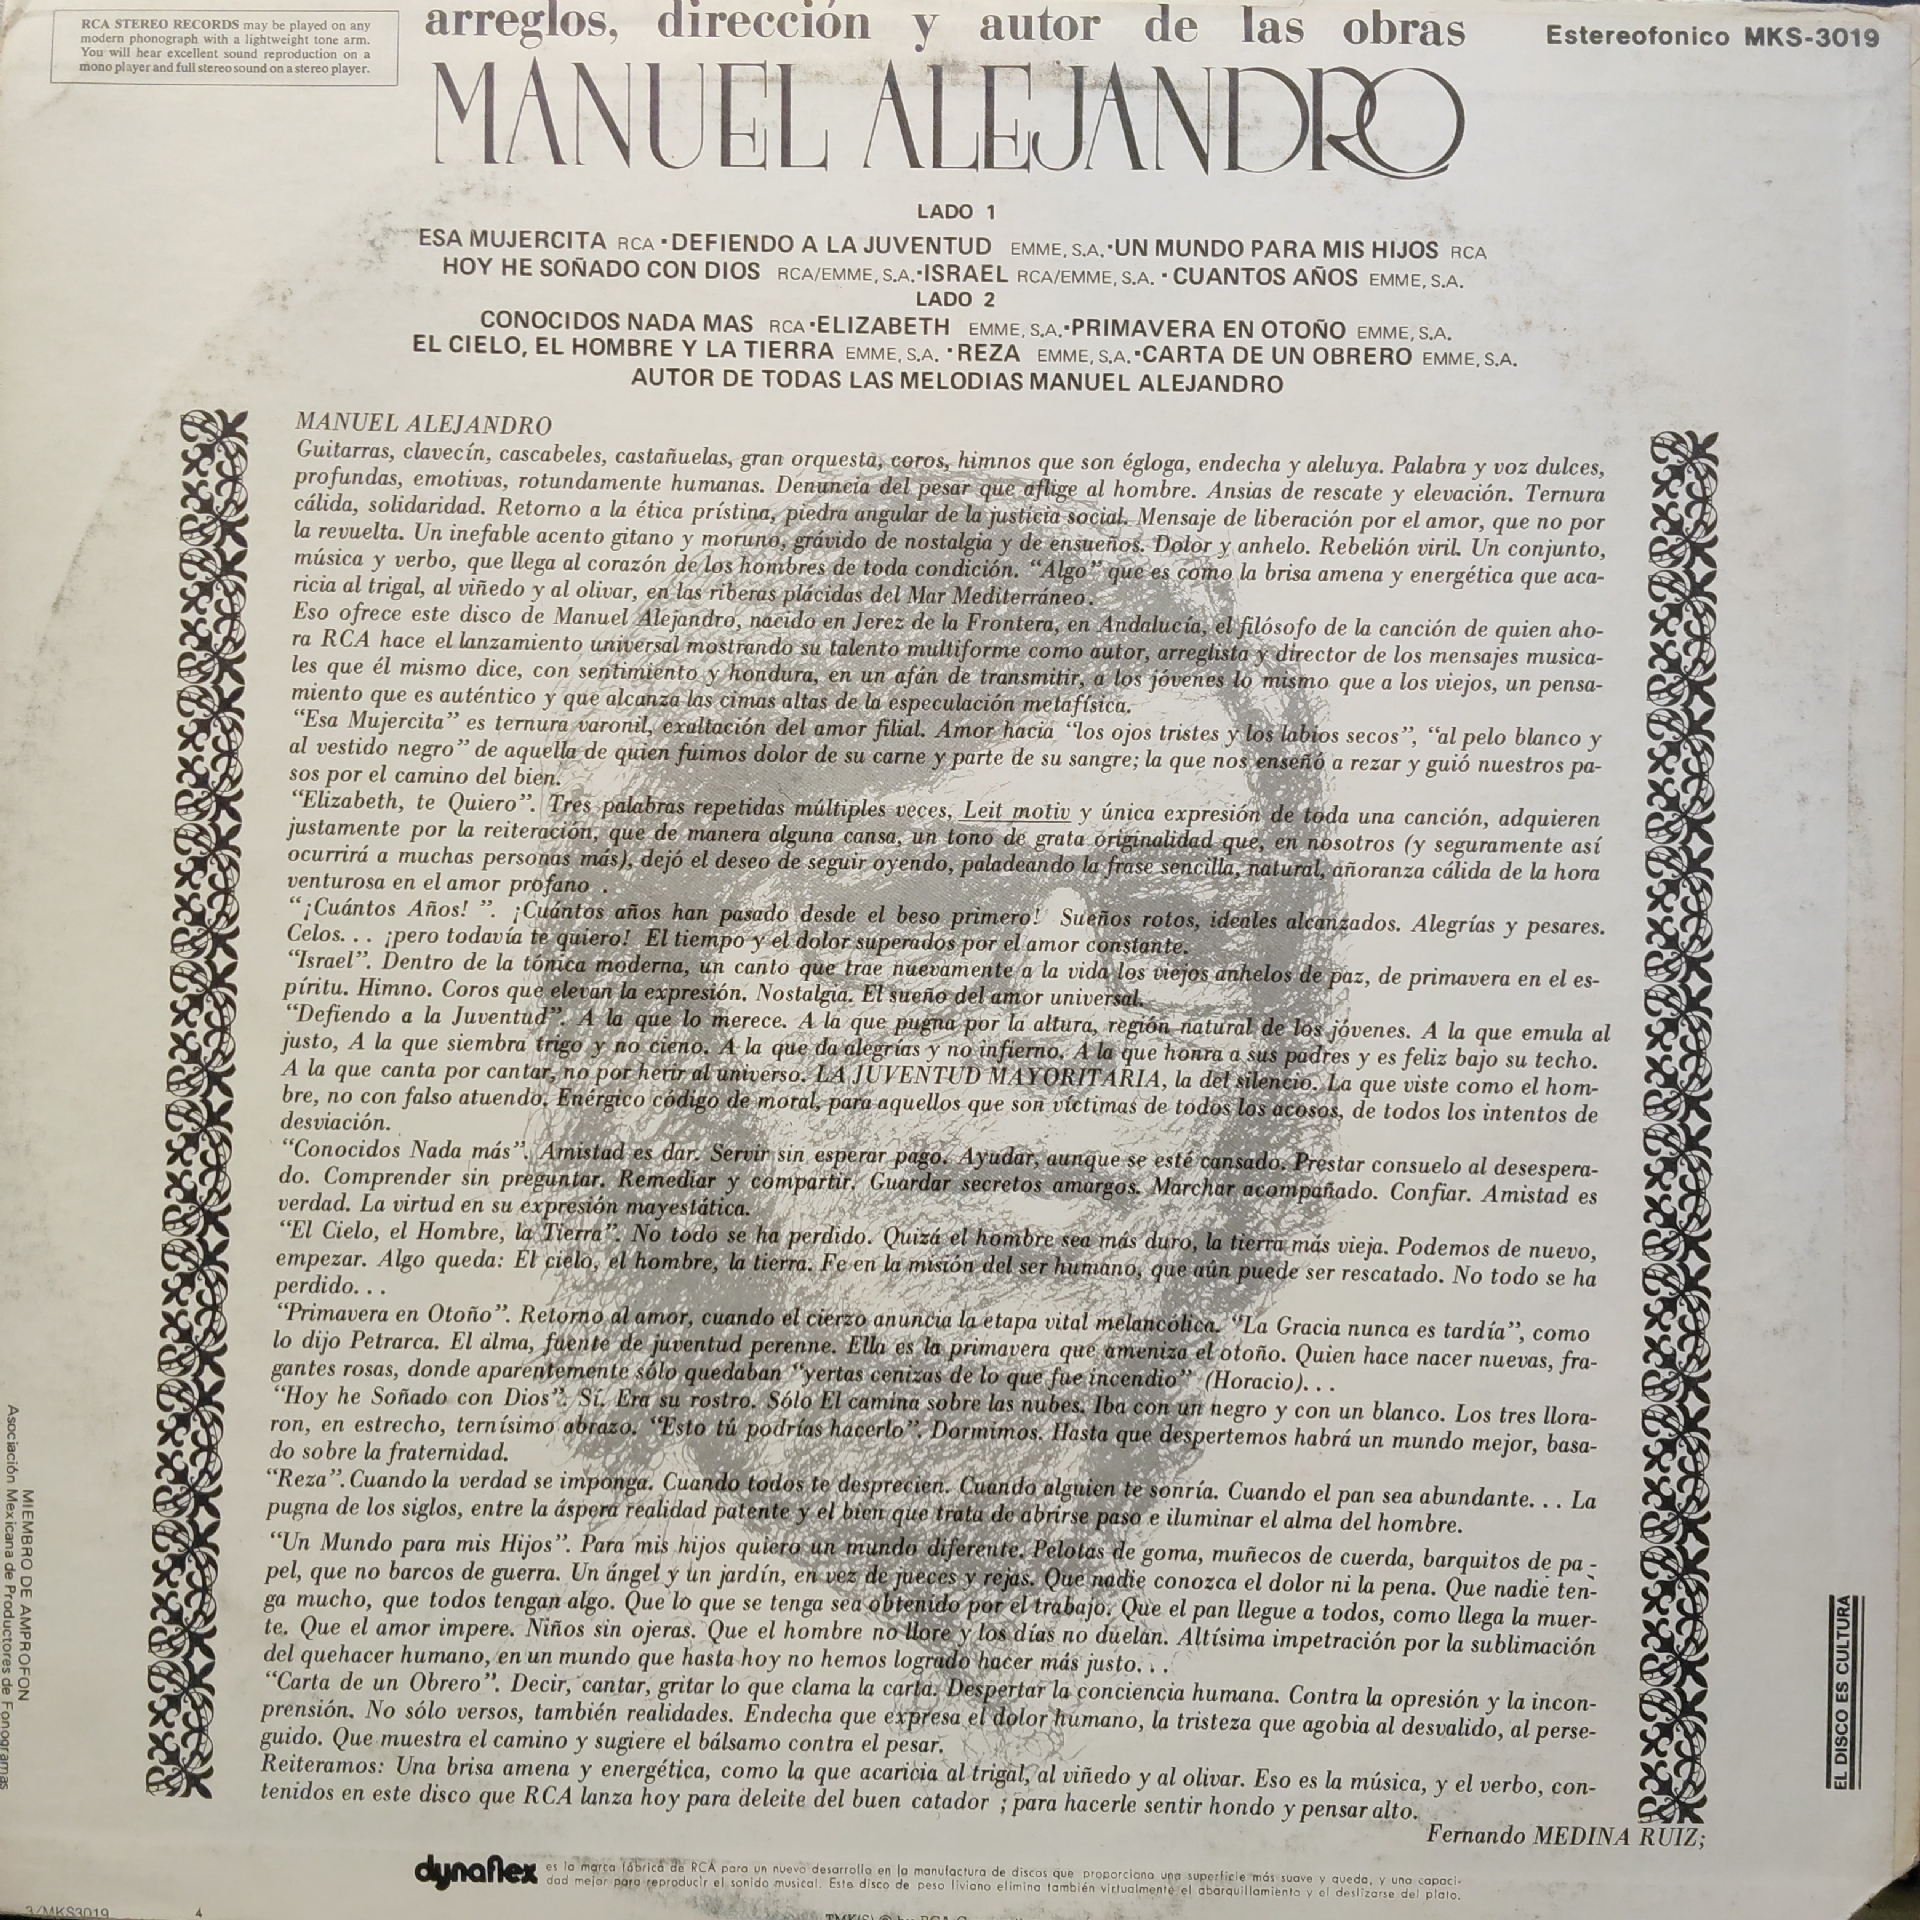 RCA STEREO RECORDS may be played on any
modern phonograph with a lightweight tone arm.
You will hear excellent sound reproduction on a
mono player and full stereo sound on a stereo player.
arreglos, dirección y autor de las obras
Estereofonico MKS-3019
MANUEL ALEJANDRO
LADO 1
ESA MUJERCITA RCA • DEFIENDO A LA JUVENTUD EMME, S.A. • UN MUNDO PARA MIS HIJOS RCA
HOY HE SOÑADO CON DIOS RCA/EMME, S.A. • ISRAEL RCA/EMME, S.A. • CUANTOS AÑOS EMME, S.A.
LADO 2
CONOCIDOS NADA MAS RCA • ELIZABETH EMME, S.A. • PRIMAVERA EN OTOÑO EMME, S.A.
EL CIELO, EL HOMBRE Y LA TIERRA EMME, S.A. • REZA EMME, S.A. • CARTA DE UN OBRERO EMME, S.A.
AUTOR DE TODAS LAS MELODIAS MANUEL ALEJANDRO
MANUEL ALEJANDRO
Guitarras, clavecín, cascabeles, castañuelas, gran orquesta, coros, himnos que son égloga, endecha y aleluya. Palabra y voz dulces,
profundas, emotivas, rotundamente humanas. Denuncia del pesar que aflige al hombre. Ansias de rescate y elevación. Ternura
cálida, solidaridad. Retorno a la ética prístina, piedra angular de la justicia social. Mensaje de liberación por el amor, que no por
la revuelta. Un inefable acento gitano y moruno, grávido de nostalgia y de ensueños. Dolor y anhelo. Rebelión viril. Un conjunto,
música y verbo, que llega al corazón de los hombres de toda condición. "Algo" que es como la brisa amena y energética que aca-
ricia al trigal, al viñedo y al olivar, en las riberas plácidas del Mar Mediterráneo.
Eso ofrece este disco de Manuel Alejandro, nacido en Jerez de la Frontera, en Andalucía, el filósofo de la canción de quien aho-
ra RCA hace el lanzamiento universal mostrando su talento multiforme como autor, arreglista y director de los mensajes musica-
les que él mismo dice, con sentimiento y hondura, en un afán de transmitir, a los jóvenes lo mismo que a los viejos, un pensa-
miento que es auténtico y que alcanza las cimas altas de la especulación metafísica.
"Esa Mujercita" es ternura varonil, exaltación del amor filial. Amor hacia "los ojos tristes y los labios secos", "al pelo blanco y
al vestido negro" de aquella de quien fuimos dolor de su carne y parte de su sangre; la que nos enseñó a rezar y guió nuestros pa-
sos por el camino del bien.
"Elizabeth, te Quiero". Tres palabras repetidas múltiples veces, Leit motiv y única expresión de toda una canción, adquieren
justamente por la reiteración, que de manera alguna cansa, un tono de grata originalidad que, en nosotros (y seguramente así
ocurrirá a muchas personas más), dejó el deseo de seguir oyendo, paladeando la frase sencilla, natural, añoranza cálida de la hora
venturosa en el amor profano .
"¡Cuántos Años! ". ¡Cuántos años han pasado desde el beso primero! Sueños rotos, ideales alcanzados. Alegrías y pesares.
Celos. . . ¡pero todavía te quiero! El tiempo y el dolor superados por el amor constante.
"Israel". Dentro de la tónica moderna, un canto que trae nuevamente a la vida los viejos anhelos de paz, de primavera en el es-
píritu. Himno. Coros que elevan la expresión. Nostalgia. El sueño del amor universal.
"Defiendo a la Juventud". A la que lo merece. A la que pugna por la altura, región natural de los jóvenes. A la que emula al
justo, A la que siembra trigo y no cieno. A la que da alegrías y no infierno. A la que honra a sus padres y es feliz bajo su techo.
A la que canta por cantar, no por herir al universo. LA JUVENTUD MAYORITARIA, la del silencio. La que viste como el hom-
bre, no con falso atuendo. Enérgico código de moral, para aquellos que son víctimas de todos los acosos, de todos los intentos de
desviación.
"Conocidos Nada más". Amistad es dar. Servir sin esperar pago. Ayudar, aunque se esté cansado. Prestar consuelo al desespera-
do. Comprender sin preguntar. Remediar y compartir. Guardar secretos amargos. Marchar acompañado. Confiar. Amistad es
verdad. La virtud en su expresión mayestática.
"El Cielo, el Hombre, la Tierra". No todo se ha perdido. Quizá el hombre sea más duro, la tierra más vieja. Podemos de nuevo,
empezar. Algo queda: El cielo, el hombre, la tierra. Fe en la misión del ser humano, que aún puede ser rescatado. No todo se ha
perdido. . .
"Primavera en Otoño". Retorno al amor, cuando el cierzo anuncia la etapa vital melancólica. "La Gracia nunca es tardía", como
lo dijo Petrarca. El alma, fuente de juventud perenne. Ella es la primavera que ameniza el otoño. Quien hace nacer nuevas, fra-
gantes rosas, donde aparentemente sólo quedaban "yertas cenizas de lo que fue incendio" (Horacio). . .
"Hoy he Soñado con Dios". Sí. Era su rostro. Sólo El camina sobre las nubes. Iba con un negro y con un blanco. Los tres llora-
ron, en estrecho, ternísimo abrazo. "Esto tú podrías hacerlo". Dormimos. Hasta que despertemos habrá un mundo mejor, basa-
do sobre la fraternidad.
"Reza". Cuando la verdad se imponga. Cuando todos te desprecien. Cuando alguien te sonría. Cuando el pan sea abundante. . . La
pugna de los siglos, entre la áspera realidad patente y el bien que trata de abrirse paso e iluminar el alma del hombre.
"Un Mundo para mis Hijos". Para mis hijos quiero un mundo diferente. Pelotas de goma, muñecos de cuerda, barquitos de pa -
pel, que no barcos de guerra. Un ángel y un jardín, en vez de jueces y rejas. Que nadie conozca el dolor ni la pena. Que nadie ten-
ga mucho, que todos tengan algo. Que lo que se tenga sea obtenido por el trabajo. Que el pan llegue a todos, como llega la muer-
te. Que el amor impere. Niños sin ojeras. Que el hombre no llore y los días no duelan. Altísima impetración por la sublimación
del quehacer humano, en un mundo que hasta hoy no hemos logrado hacer más justo. . .
"Carta de un Obrero". Decir, cantar, gritar lo que clama la carta. Despertar la conciencia humana. Contra la opresión y la incon-
prensión. No sólo versos, también realidades. Endecha que expresa el dolor humano, la tristeza que agobia al desvalido, al perse-
guido. Que muestra el camino y sugiere el bálsamo contra el pesar.
Reiteramos: Una brisa amena y energética, como la que acaricia al trigal, al viñedo y al olivar. Eso es la música, y el verbo, con-
tenidos en este disco que RCA lanza hoy para deleite del buen catador ; para hacerle sentir hondo y pensar alto.
Fernando MEDINA RUIZ;
MIEMBRO DE AMPROFON
Asociación Mexicana de Productores de Fonogramas
EL DISCO ES CULTURA
dynaflex es la marca fábrica de RCA para un nuevo desarrollo en la manufactura de discos que proporciona una superficie más suave y queda, y una capaci-
dad mejor para reproducir el sonido musical. Este disco de peso liviano elimina también virtualmente el abarquillamiento y el deslizarse del plato.
3/MKS3019
4